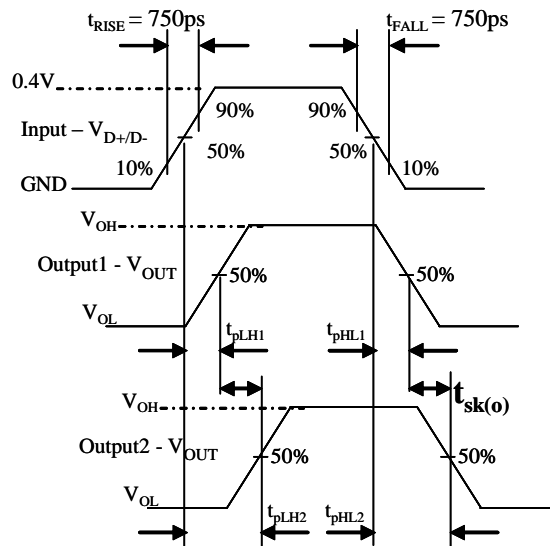 tRISE = 750ps
tFALL = 750ps
0.4V
90%
90%
Input – VD+/D-
50%
50%
10%
10%
GND
VOH
Output1 - VOUT
50%
50%
VOL
tpLH1
tpHL1
VOH
tsk(o)
Output2 - VOUT
50%
50%
VOL
tpLH2
tpHL2